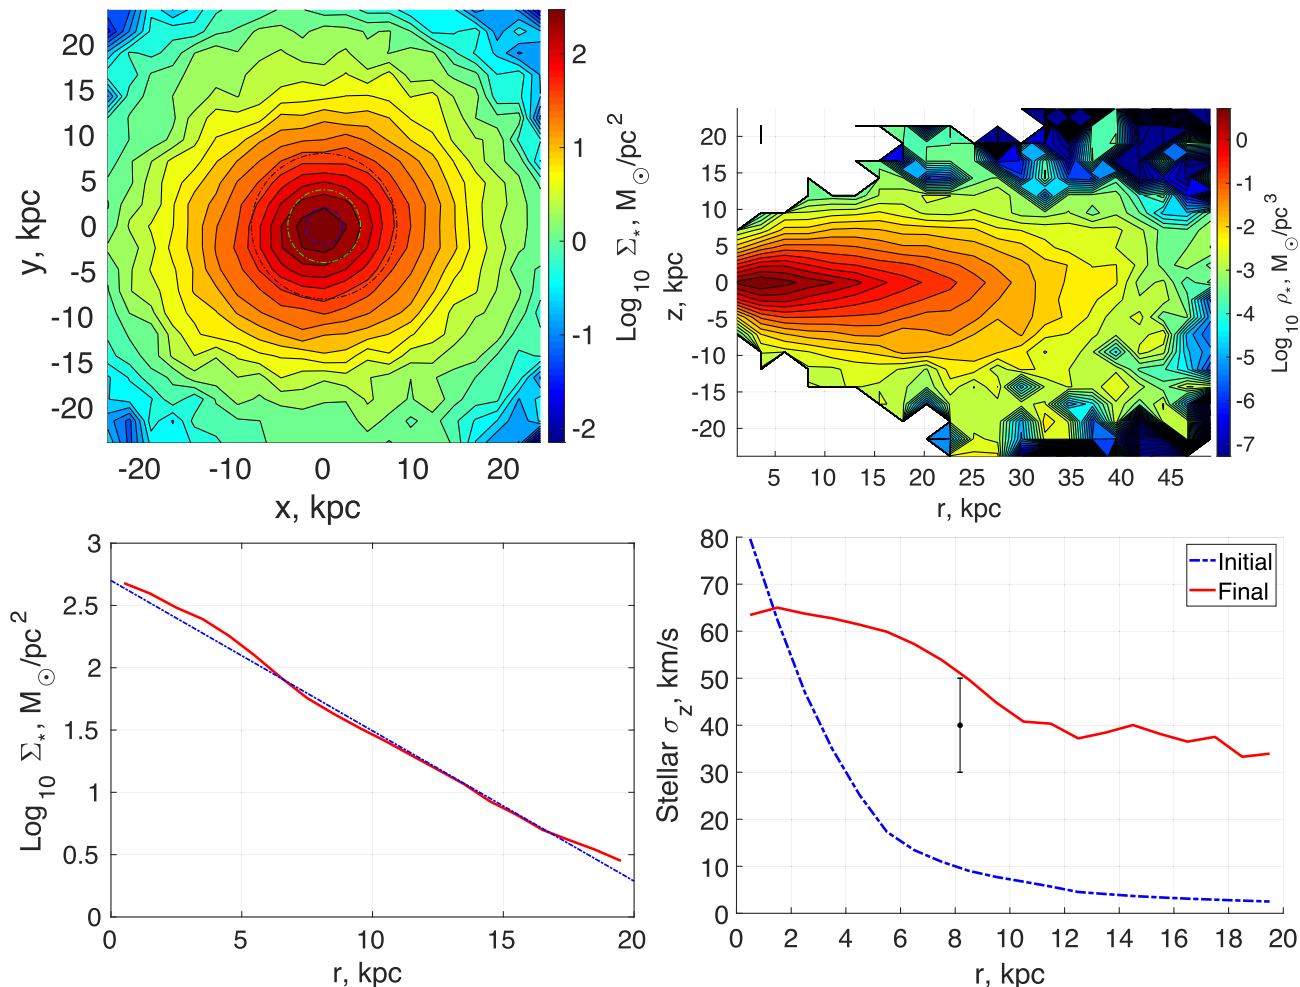 20
15
10
5
0
-5
-10
-15
-20
y, kpc
-20 -10 0 10 20
x, kpc
2
1
0
-1
-2
Log₁₀ Σ*, M⊙/pc²
20
15
10
5
0
-5
-10
-15
-20
z, kpc
5 10 15 20 25 30 35 40 45
r, kpc
0
-1
-2
-3
-4
-5
-6
-7
Log₁₀ ρ*, M⊙/pc³
3
2.5
2
1.5
1
0.5
0
Log₁₀ Σ*, M⊙/pc²
0 5 10 15 20
r, kpc
80
70
60
50
40
30
20
10
0
Stellar σz, km/s
Initial
Final
0 2 4 6 8 10 12 14 16 18 20
r, kpc